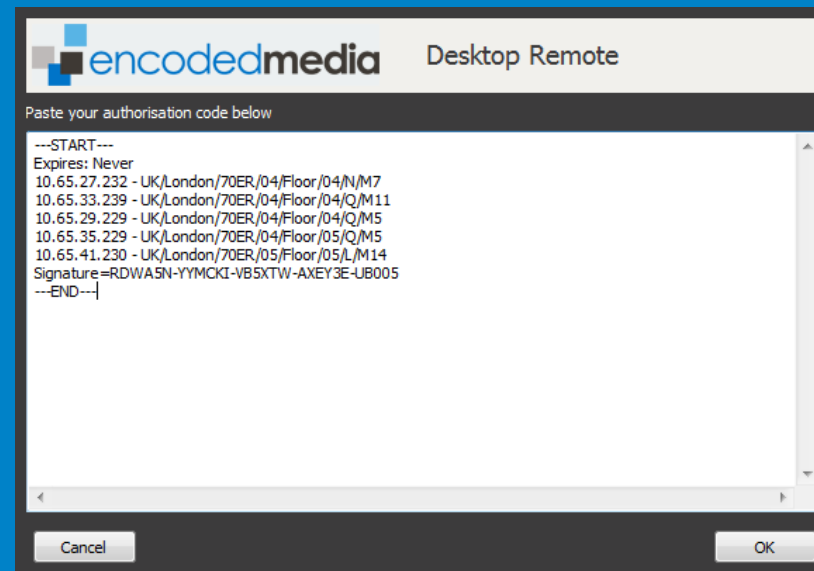 encodedmedia Desktop Remote
Paste your authorisation code below
---START---
Expires: Never
10.65.27.232 - UK/London/70ER/04/Floor/04/N/M7
10.65.33.239 - UK/London/70ER/04/Floor/04/Q/M11
10.65.29.229 - UK/London/70ER/04/Floor/04/Q/M5
10.65.35.229 - UK/London/70ER/04/Floor/05/Q/M5
10.65.41.230 - UK/London/70ER/05/Floor/05/L/M14
Signature=RDWA5N-YYMCKI-VB5XTW-AXEY3E-UB005
---END---
Cancel OK